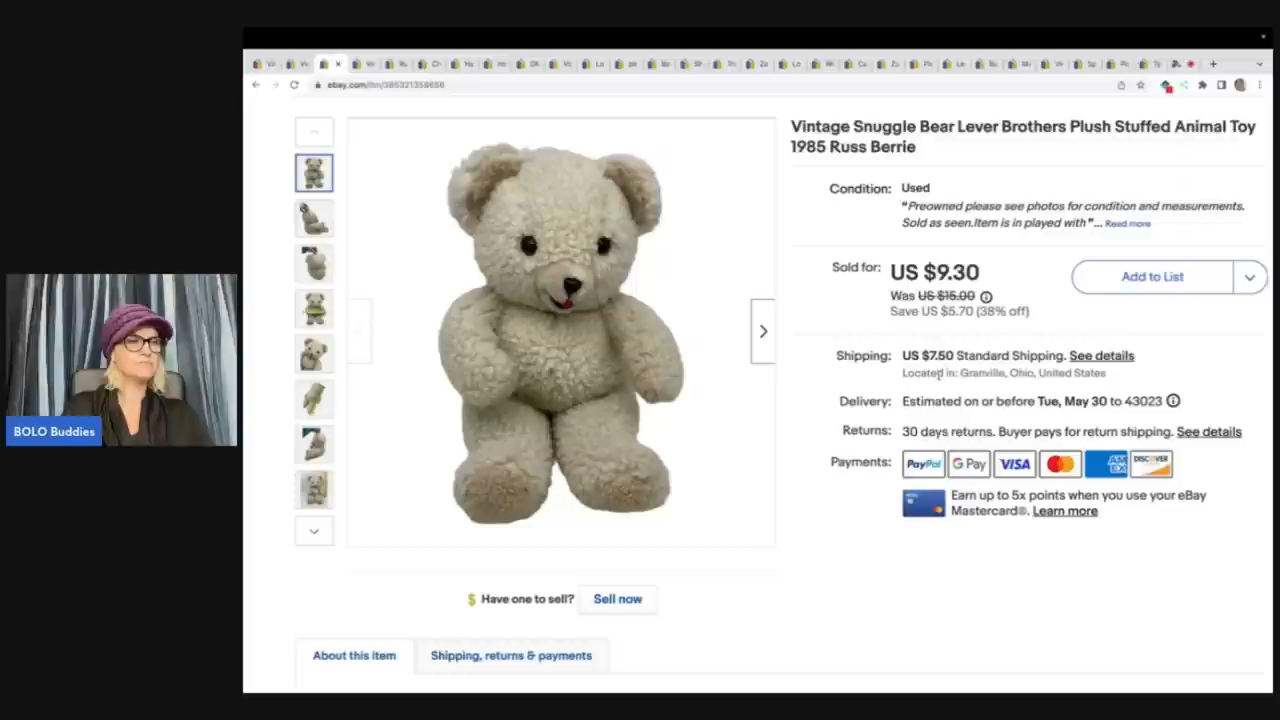 ebay.com/itm/385321358656
Vintage Snuggle Bear Lever Brothers Plush Stuffed Animal Toy
1985 Russ Berrie
Condition: Used
"Preowned please see photos for condition and measurements.
Sold as seen.Item is in played with"... Read more
Sold for: US $9.30
Add to List
Was US $15.00
Save US $5.70 (38% off)
Shipping: US $7.50 Standard Shipping. See details
Located in: Granville, Ohio, United States
Delivery: Estimated on or before Tue, May 30 to 43023
Returns: 30 days returns. Buyer pays for return shipping. See details
Payments: PayPal G Pay VISA DISCOVER
Earn up to 5x points when you use your eBay
Mastercard®. Learn more
BOLO Buddies
$ Have one to sell? Sell now
About this item Shipping, returns & payments